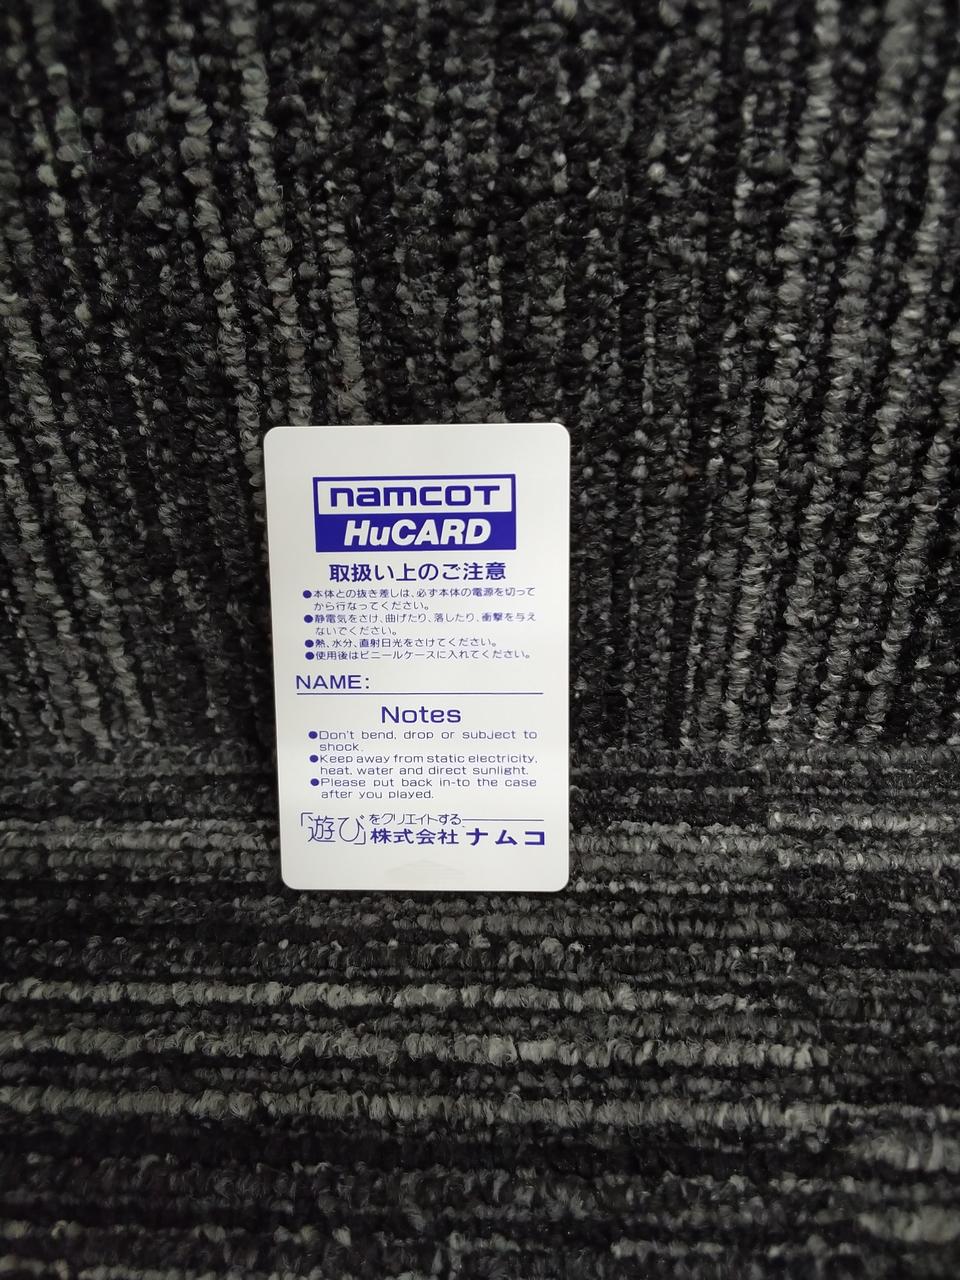 namcot
HuCARD
取扱い上のご注意
●本体との抜き差しは、必ず本体の電源を切って
から行なってください。
●静電気をさけ、曲げたり、落したり、衝撃を与え
ないでください。
●熱、水分、直射日光をさけてください。
●使用後はビニールケースに入れてください。
NAME:
Notes
●Don't bend, drop or subject to
shock.
●Keep away from static electricity,
heat, water and direct sunlight.
●Please put back in-to the case
after you played.
「遊び」をクリエイトする
株式会社ナムコ